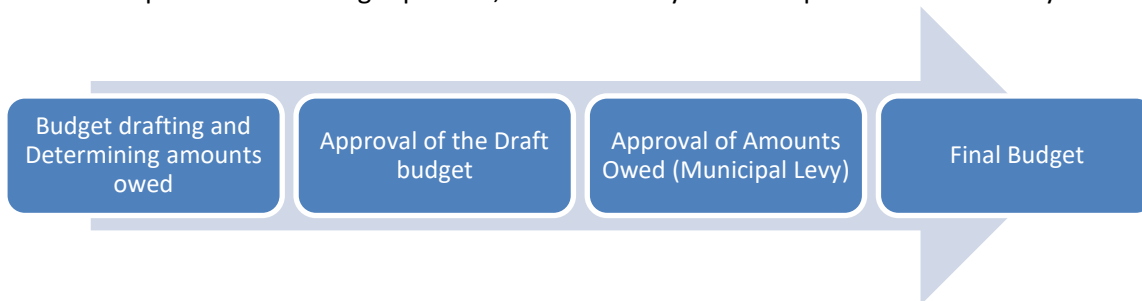 Budget drafting and
Determining amounts
owed
Approval of the Draft
budget
Approval of Amounts
Owed (Municipal Levy)
Final Budget